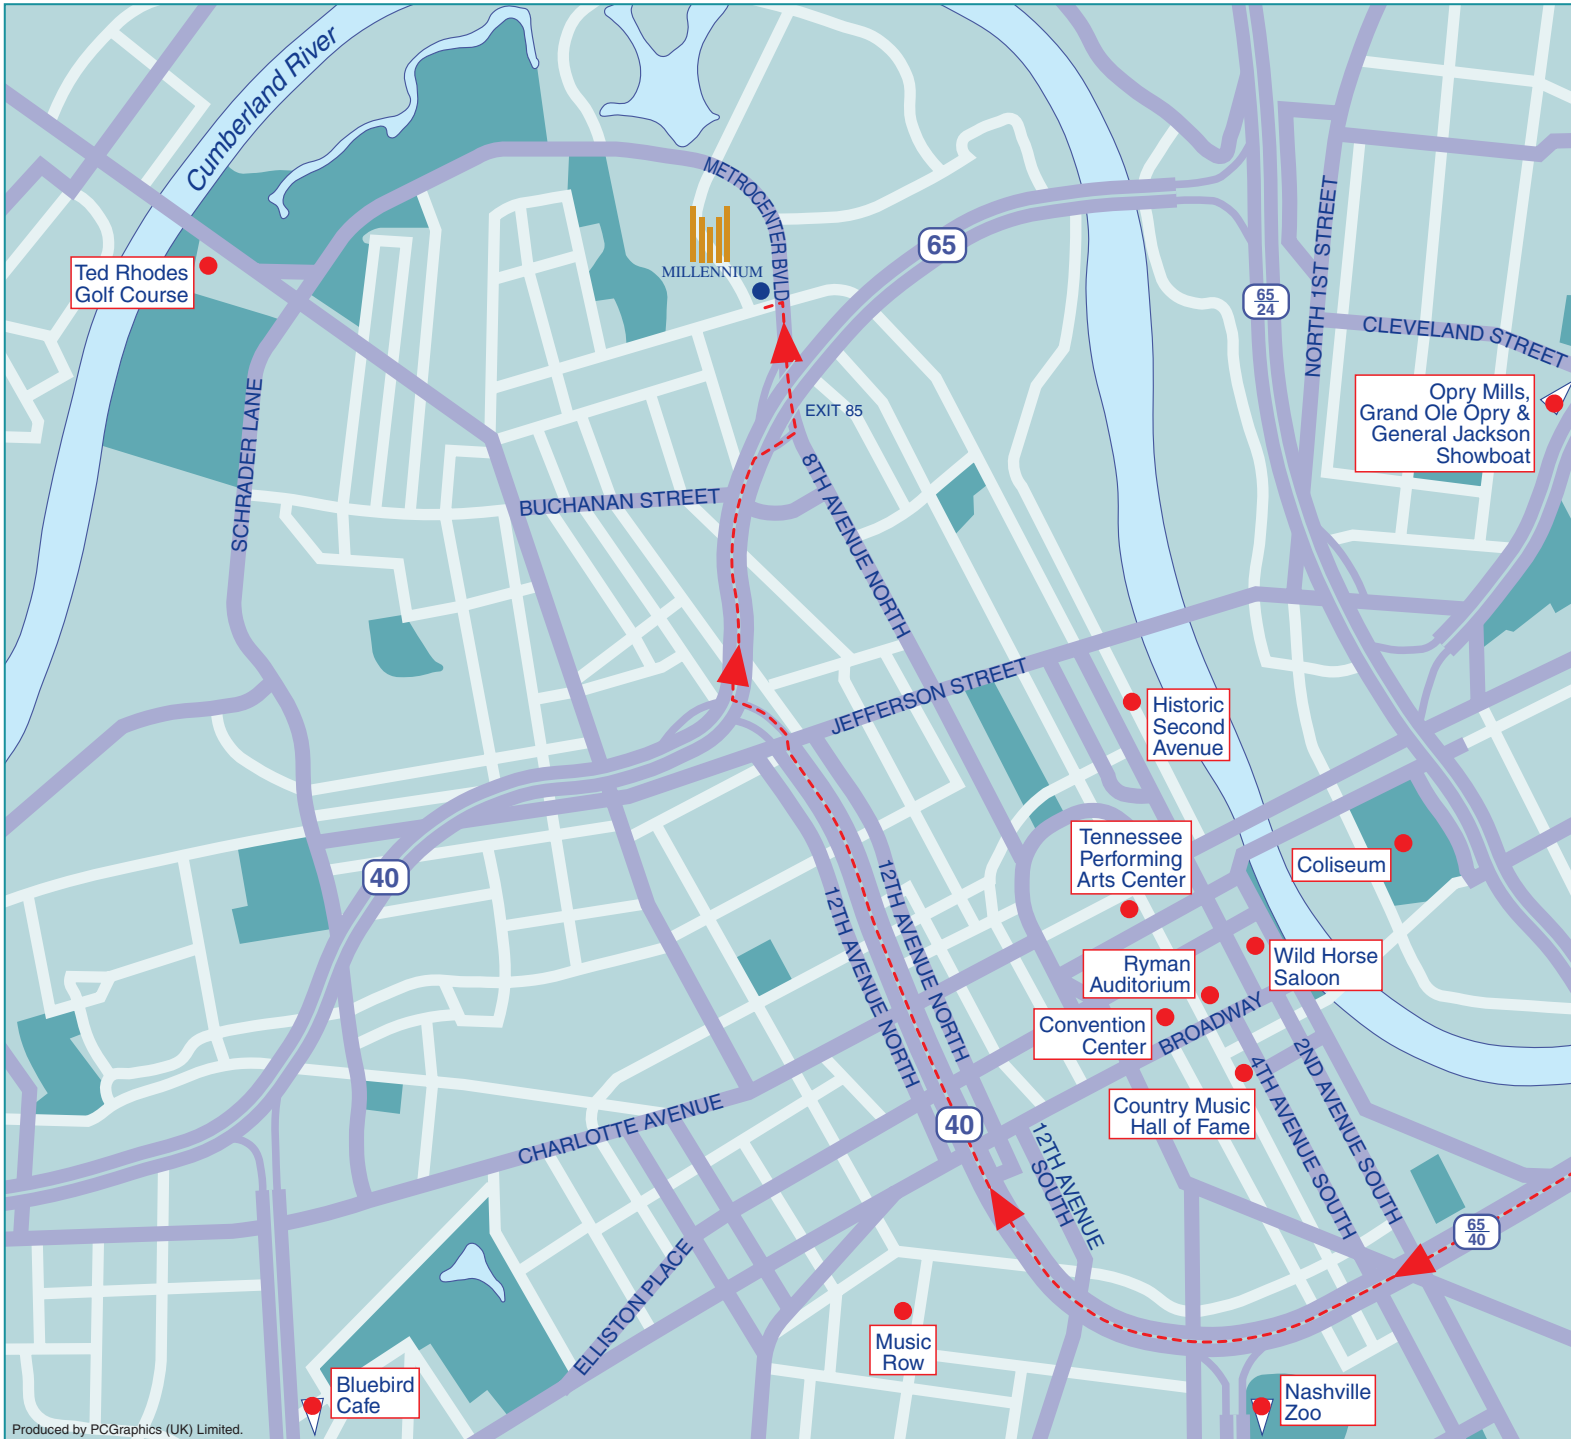 Cumberland River
METROCENTER BVLD
MILLENNIUM
65
65
24
NORTH 1ST STREET
CLEVELAND STREET
Ted Rhodes
Golf Course
SCHRADER LANE
Opry Mills,
Grand Ole Opry &
General Jackson
Showboat
EXIT 85
BUCHANAN STREET
8TH AVENUE NORTH
JEFFERSON STREET
Historic
Second
Avenue
Tennessee
Performing
Arts Center
Coliseum
40
12TH AVENUE NORTH
12TH AVENUE NORTH
Ryman
Auditorium
Wild Horse
Saloon
Convention
Center
BROADWAY
Country Music
Hall of Fame
4TH AVENUE SOUTH
2ND AVENUE SOUTH
CHARLOTTE AVENUE
40
12TH AVENUE
SOUTH
65
40
ELLISTON PLACE
Music
Row
Bluebird
Cafe
Nashville
Zoo
Produced by PCGraphics (UK) Limited.